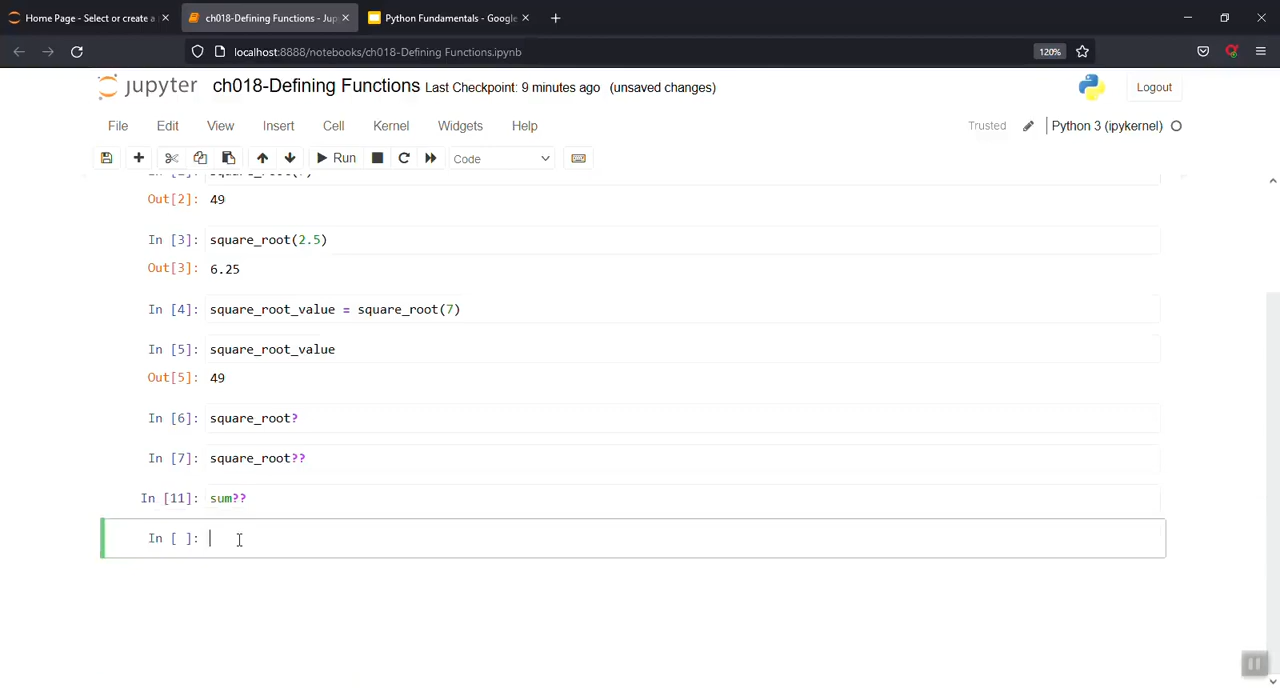 Home Page - Select or create a
ch018-Defining Functions - Jup
Python Fundamentals - Google
localhost:8888/notebooks/ch018-Defining Functions.ipynb
120%
jupyter ch018-Defining Functions Last Checkpoint: 9 minutes ago (unsaved changes)
Logout
File Edit View Insert Cell Kernel Widgets Help
Trusted
Python 3 (ipykernel)
Run
Code
Out[2]: 49
In [3]: square_root(2.5)
Out[3]: 6.25
In [4]: square_root_value = square_root(7)
In [5]: square_root_value
Out[5]: 49
In [6]: square_root?
In [7]: square_root??
In [11]: sum??
In [ ]: